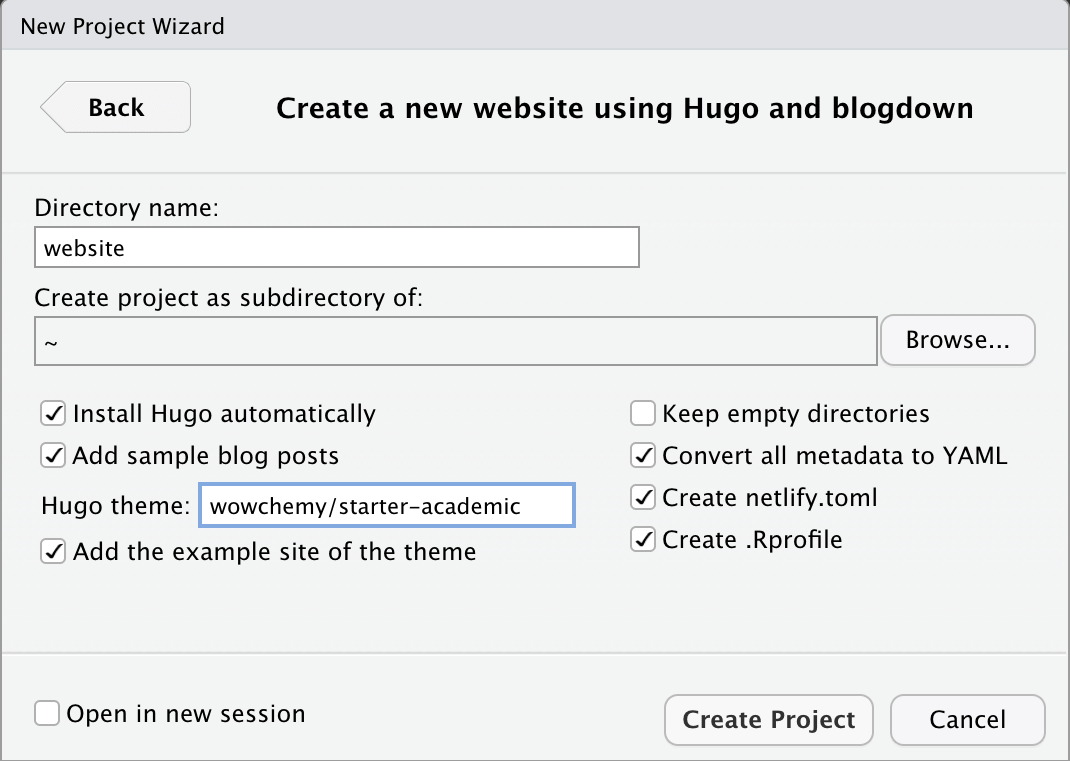 New Project Wizard
Back
Create a new website using Hugo and blogdown
Directory name:
website
Create project as subdirectory of:
~
Browse...
Install Hugo automatically
Keep empty directories
Add sample blog posts
Convert all metadata to YAML
Hugo theme: wowchemy/starter-academic
Create netlify.toml
Add the example site of the theme
Create .Rprofile
Open in new session
Create Project
Cancel